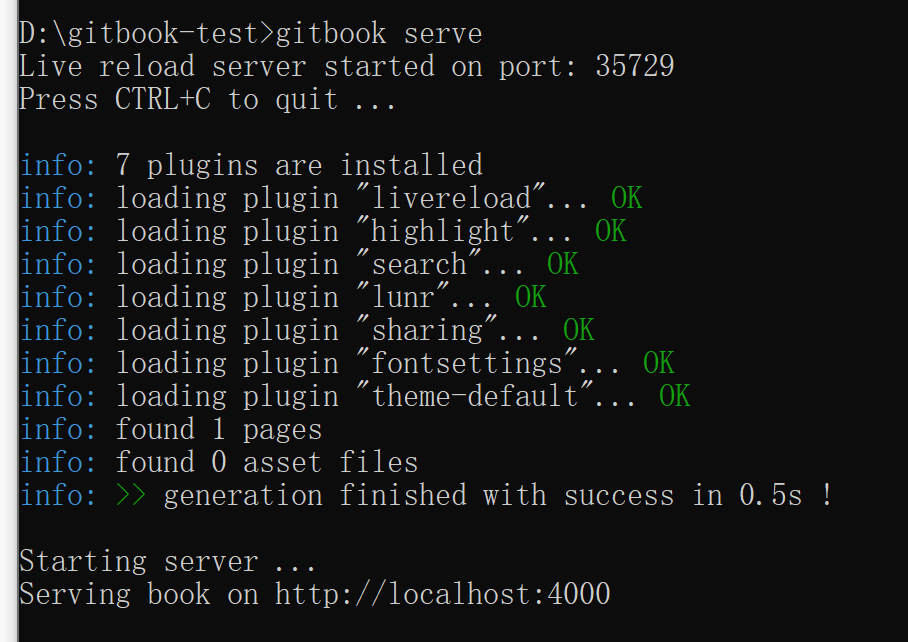 D:\gitbook-test>gitbook serve
Live reload server started on port: 35729
Press CTRL+C to quit ...
info: 7 plugins are installed
info: loading plugin "livereload"... OK
info: loading plugin "highlight"... OK
info: loading plugin "search"... OK
info: loading plugin "lunr"... OK
info: loading plugin "sharing"... OK
info: loading plugin "fontsettings"... OK
info: loading plugin "theme-default"... OK
info: found 1 pages
info: found 0 asset files
info: >> generation finished with success in 0.5s !
Starting server ...
Serving book on http://localhost:4000